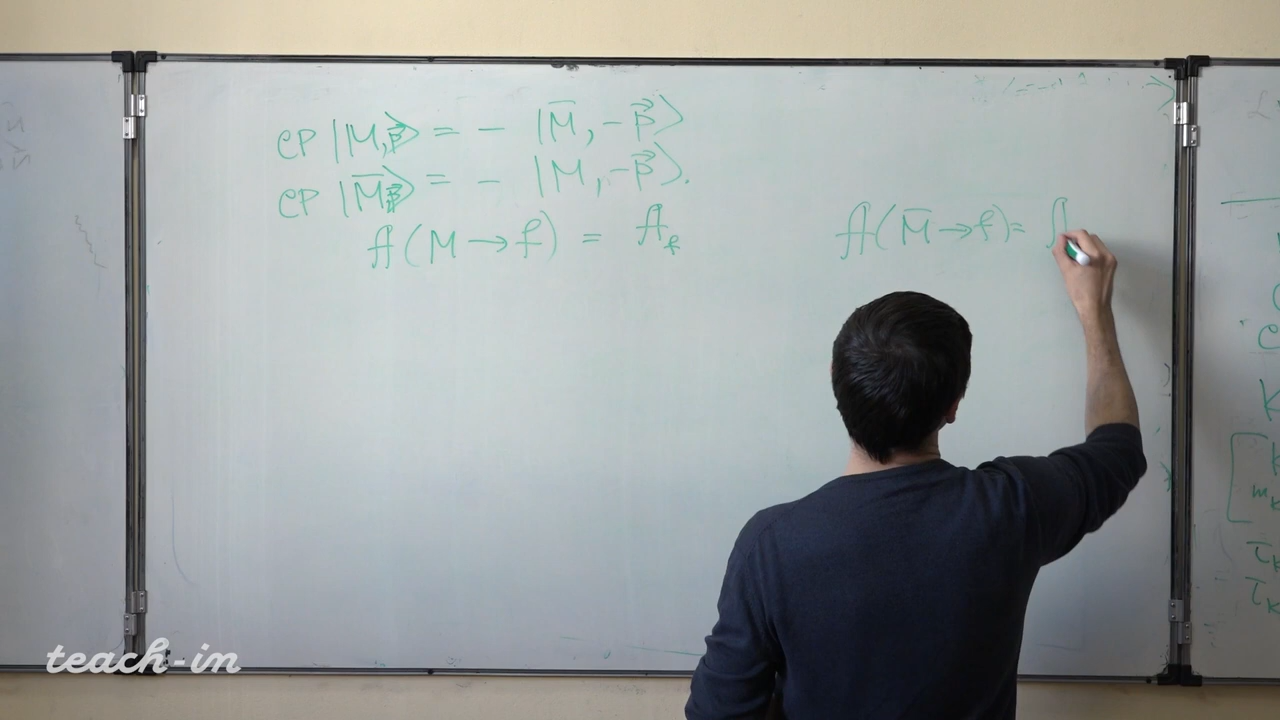 CP |M, p⃗⟩ = − |M̅, −p⃗⟩
CP |M̅, p⃗⟩ = − |M, −p⃗⟩.
A(M → f) = A_f
A(M̅ → f) = A
teach-in